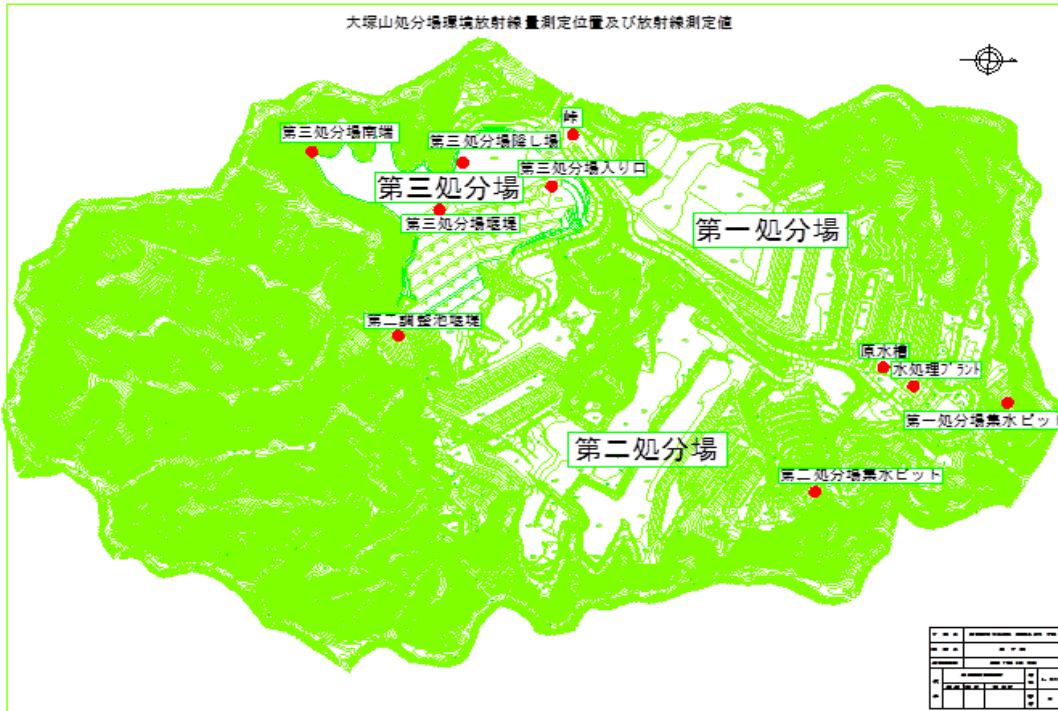 大塚山処分場環境放射線量測定位置及び放射線測定値
峠
第三処分場南端
第三処分場降し場
第三処分場入り口
第三処分場
第三処分場堰堤
第一処分場
第二調整池堰堤
原水槽
水処理プラント
第一処分場集水ピット
第二処分場
第二処分場集水ピット